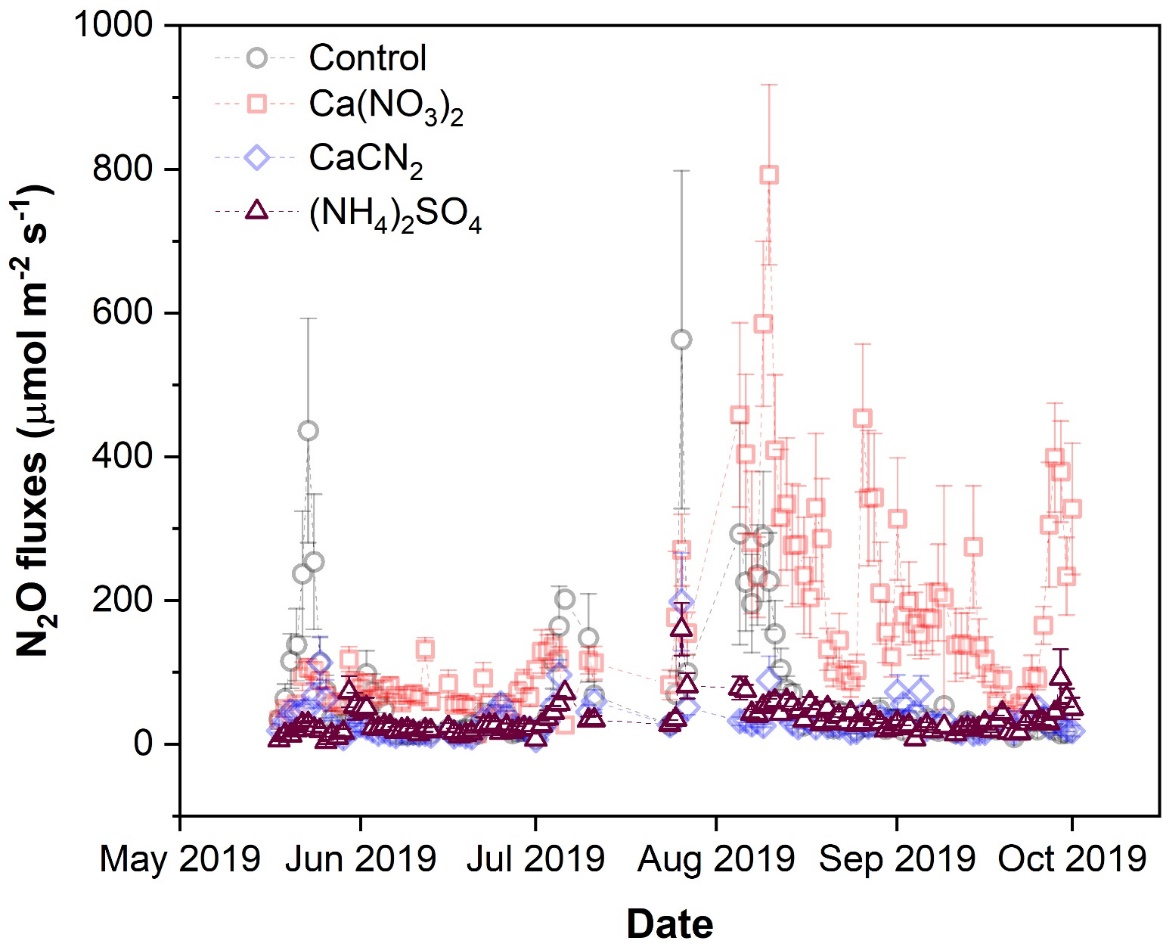 N₂O fluxes (μmol m⁻² s⁻¹)
1000
800
600
400
200
0
Control
Ca(NO₃)₂
CaCN₂
(NH₄)₂SO₄
May 2019 Jun 2019 Jul 2019 Aug 2019 Sep 2019 Oct 2019
Date